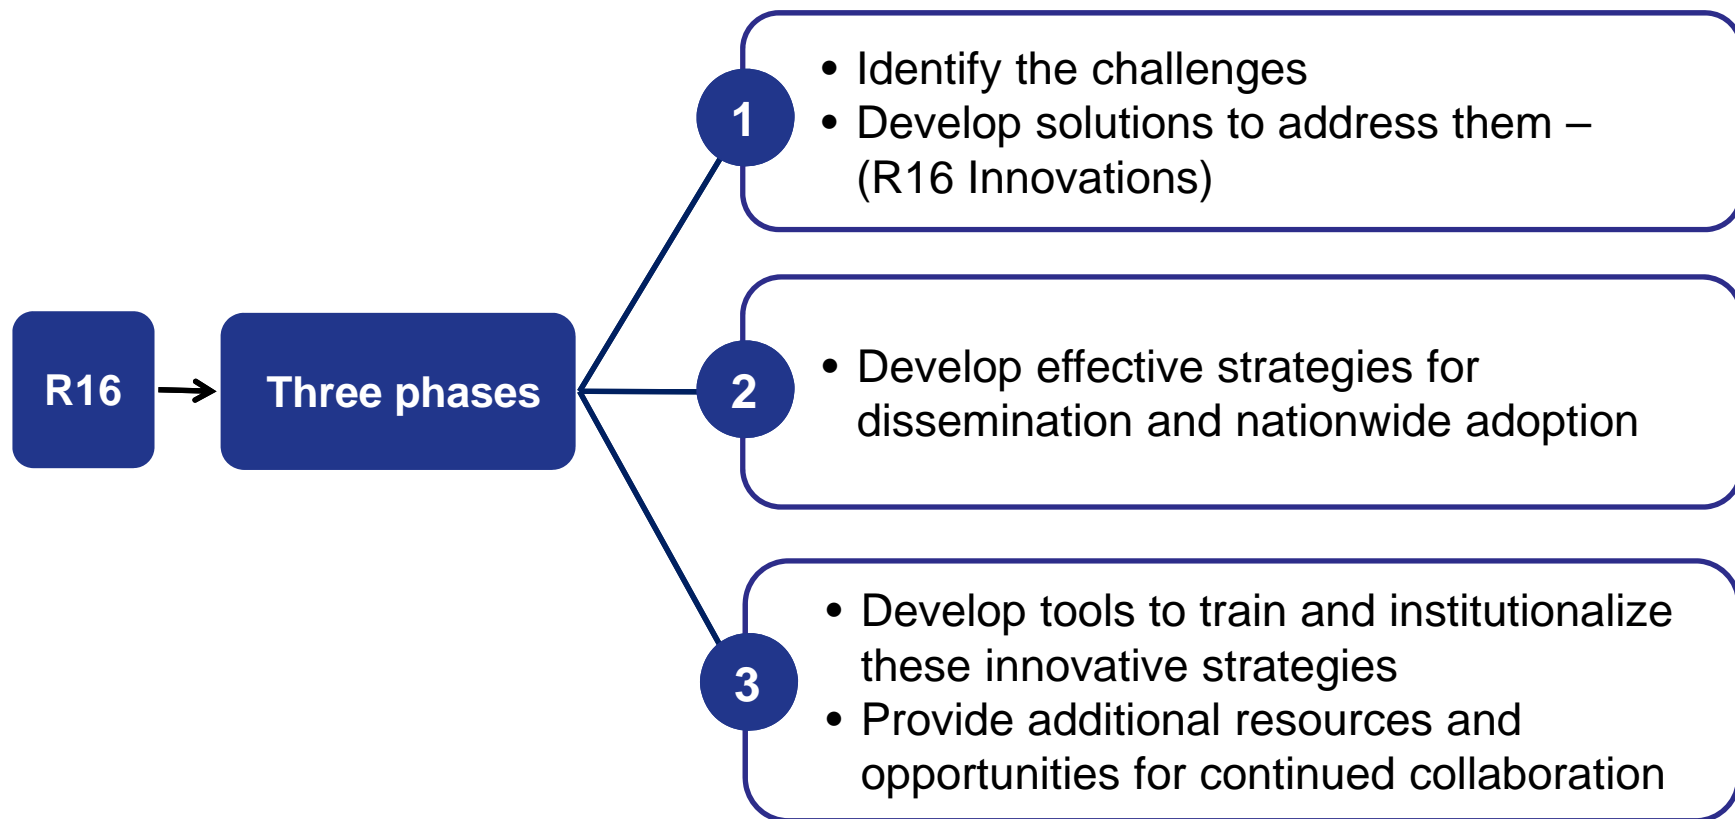 R16
Three phases
1
• Identify the challenges
• Develop solutions to address them –
(R16 Innovations)
2
• Develop effective strategies for
dissemination and nationwide adoption
3
• Develop tools to train and institutionalize
these innovative strategies
• Provide additional resources and
opportunities for continued collaboration